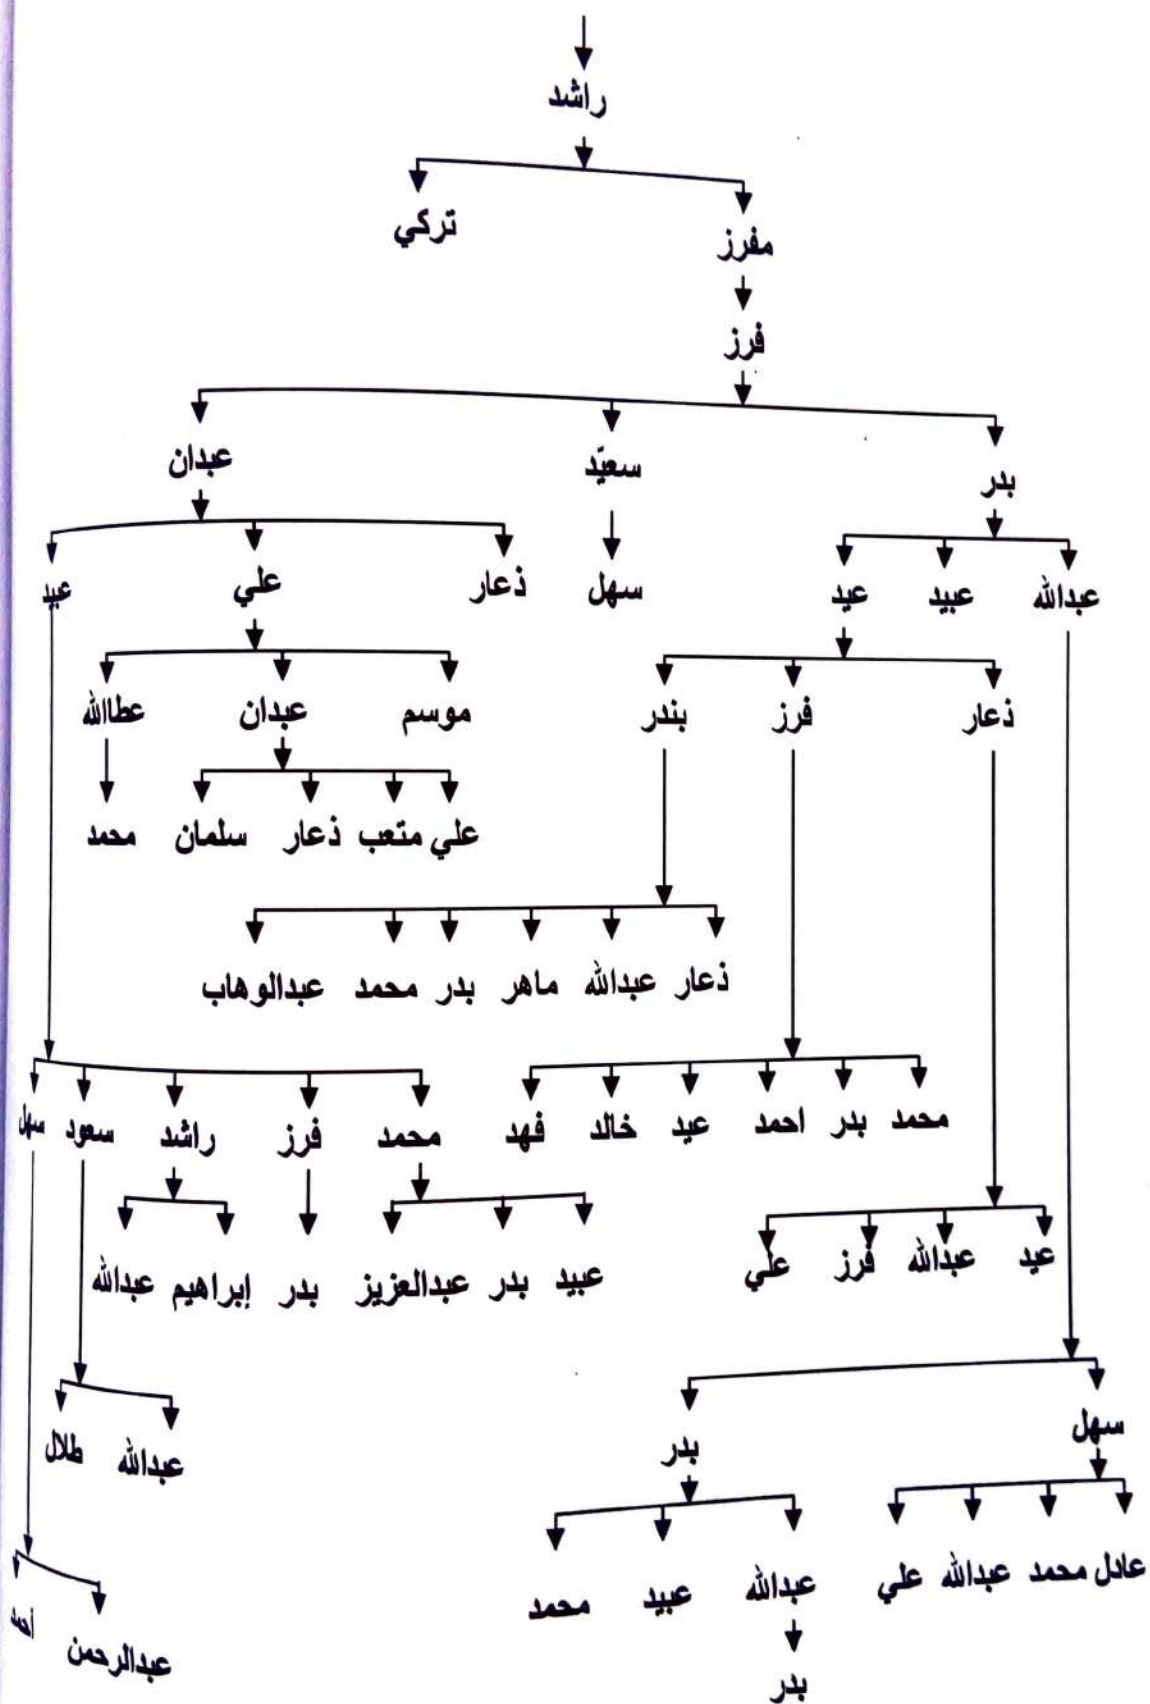 راشد
مفرز تركي
فرز
بدر سعيّد عبدان
عبدالله عبيد عيد سهل ذعار علي عبيد
ذعار فرز بندر موسم عبدان عطاالله
علي متعب ذعار سلمان محمد
ذعار عبدالله ماهر بدر محمد عبدالوهاب
محمد بدر احمد عيد خالد فهد محمد فرز راشد سعود سهل
عيد عبدالله فرز علي عبيد بدر عبدالعزيز بدر إبراهيم عبدالله
سهل بدر عبدالله طلال
عادل محمد عبدالله علي عبدالله عبيد محمد عبدالرحمن أحمد
بدر